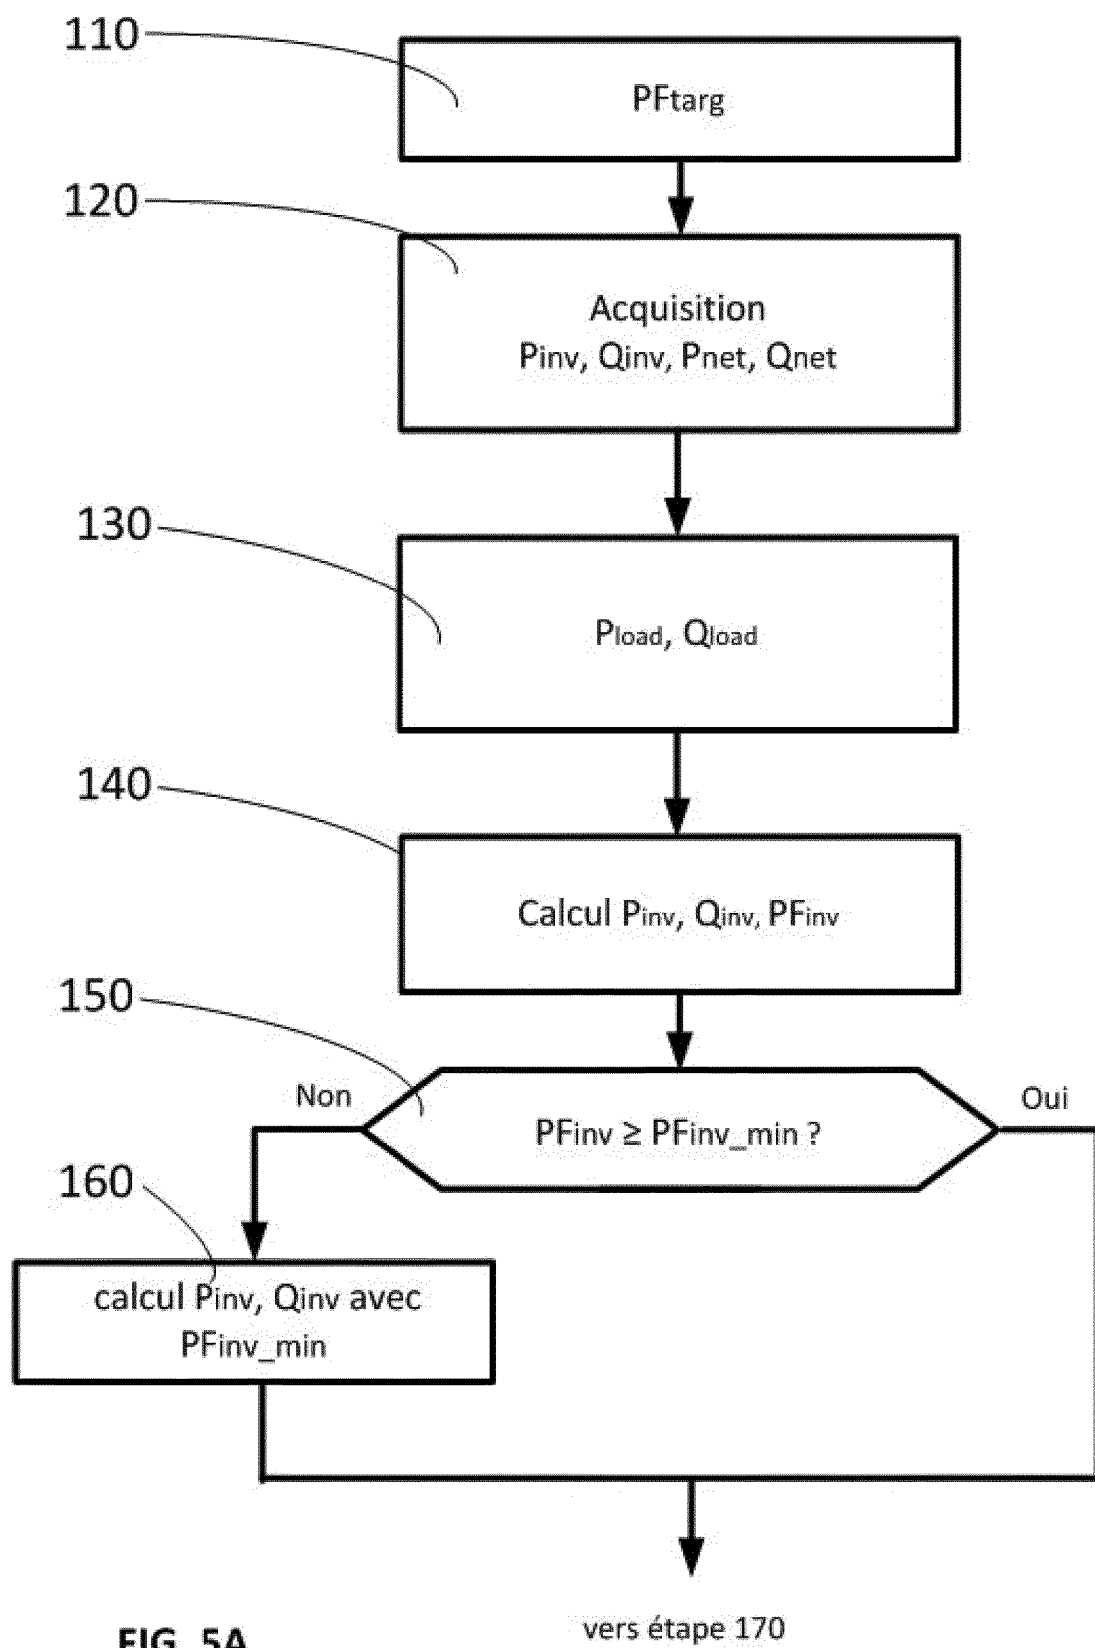 110
PFtarg
120
Acquisition
Pinv, Qinv, Pnet, Qnet
130
Pload, Qload
140
Calcul Pinv, Qinv, PFinv
150
Non
Oui
PFinv ≥ PFinv_min ?
160
calcul Pinv, Qinv avec
PFinv_min
vers étape 170
FIG. 5A